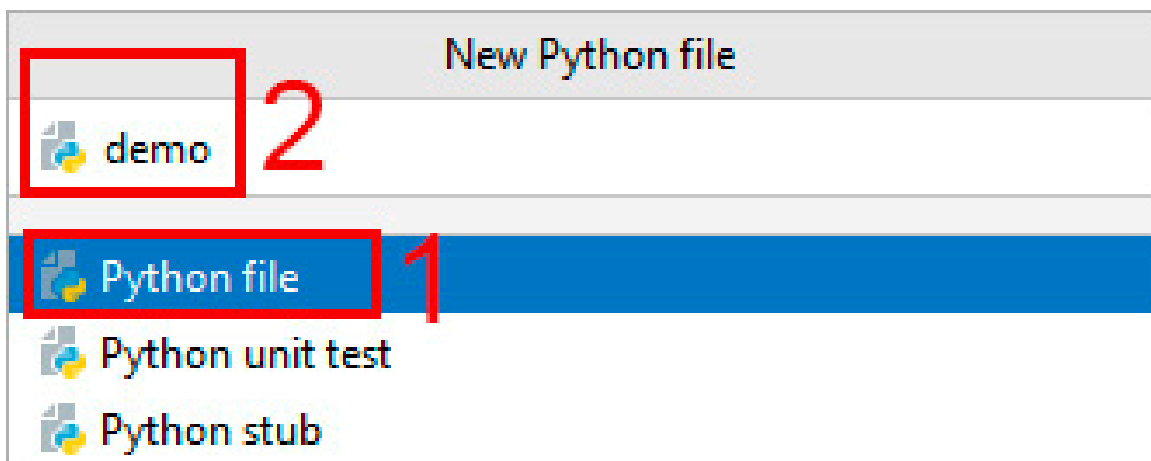 New Python file
demo 2
Python file 1
Python unit test
Python stub